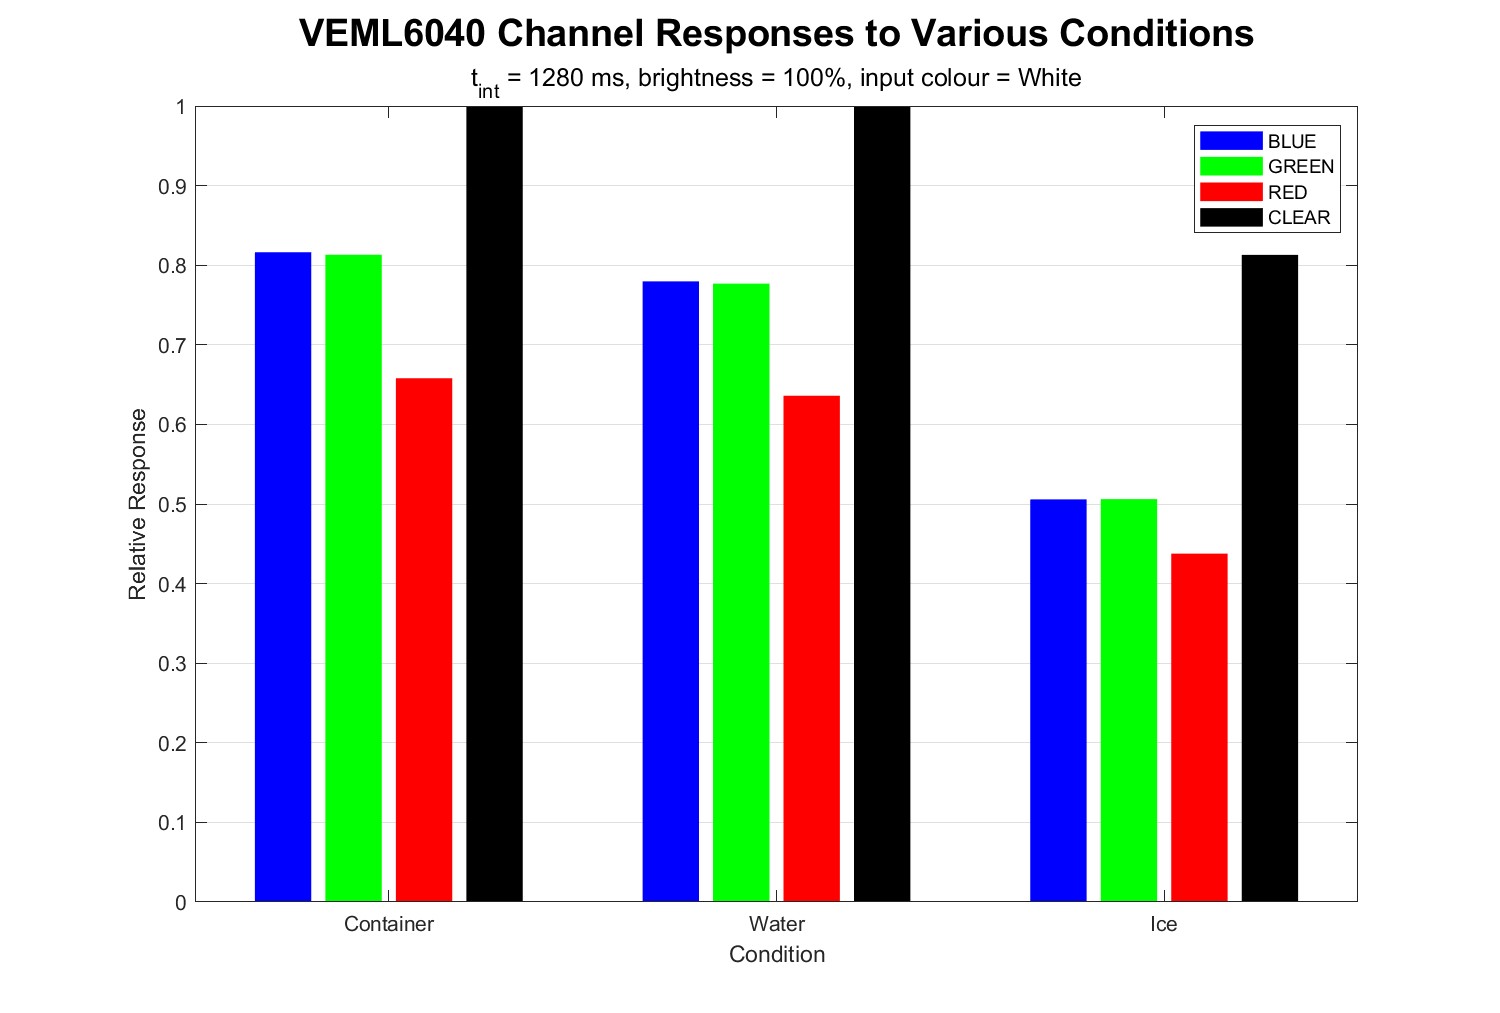 VEML6040 Channel Responses to Various Conditions
t_int = 1280 ms, brightness = 100%, input colour = White
1
0.9
0.8
0.7
0.6
0.5
0.4
0.3
0.2
0.1
0
Relative Response
BLUE
GREEN
RED
CLEAR
Container Water Ice
Condition